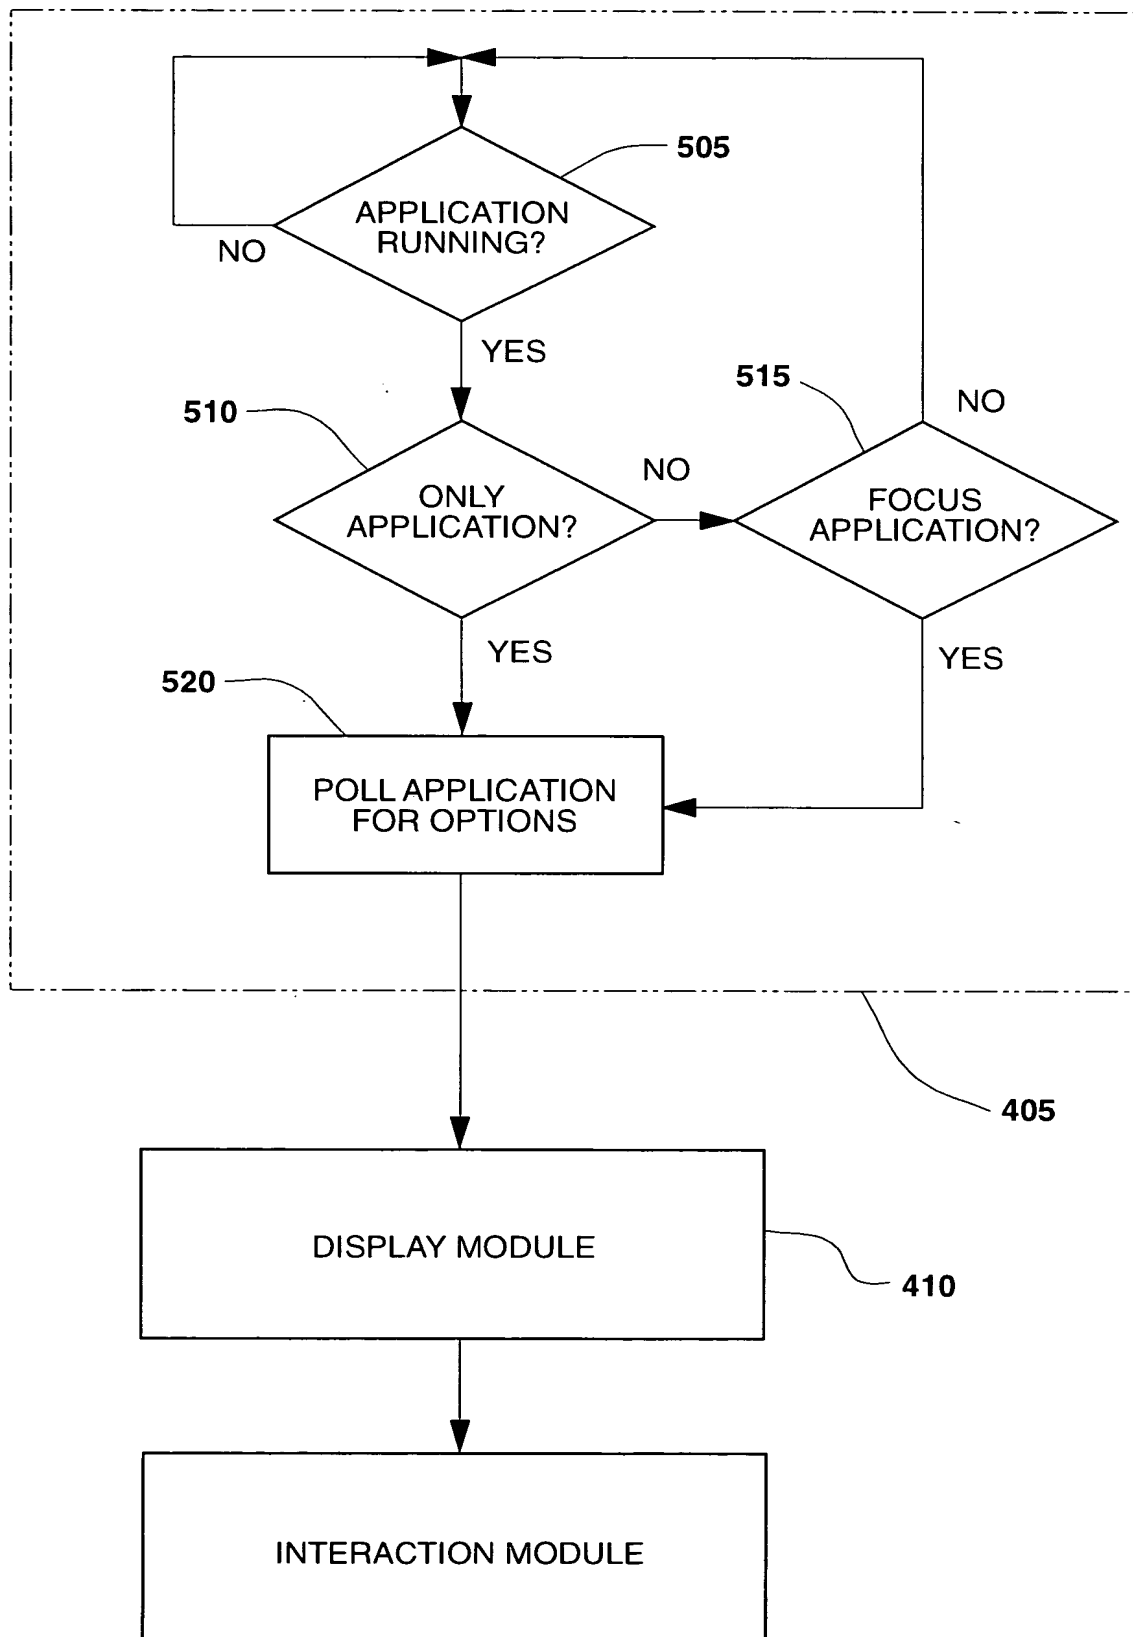 505
APPLICATION
RUNNING?
NO
YES
515
510
NO
NO
ONLY
APPLICATION?
FOCUS
APPLICATION?
YES
YES
520
POLL APPLICATION
FOR OPTIONS
405
DISPLAY MODULE
410
INTERACTION MODULE